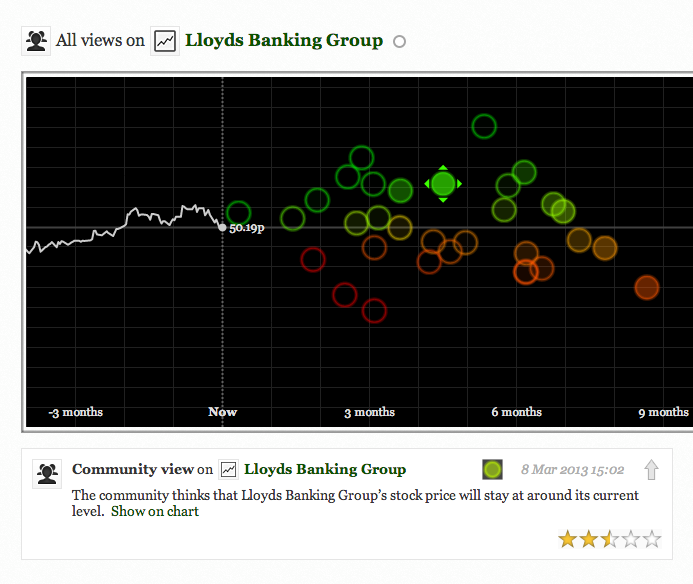 All views on Lloyds Banking Group
50.19p
-3 months Now 3 months 6 months 9 months
Community view on Lloyds Banking Group 8 Mar 2013 15:02
The community thinks that Lloyds Banking Group's stock price will stay at around its current
level. Show on chart